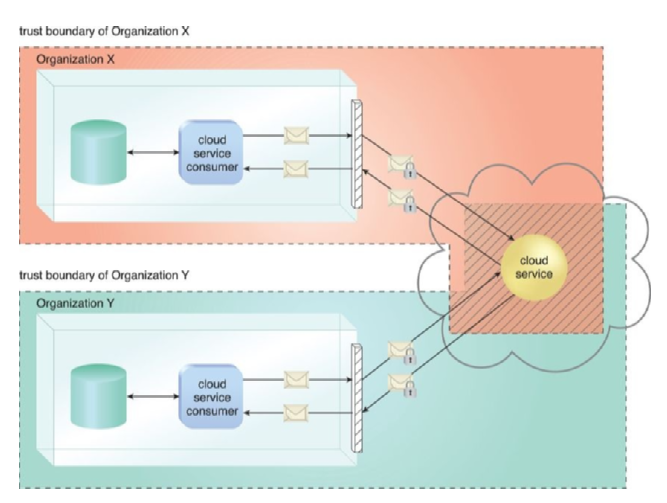 trust boundary of Organization X
Organization X
cloud
service
consumer
cloud
service
trust boundary of Organization Y
Organization Y
cloud
service
consumer